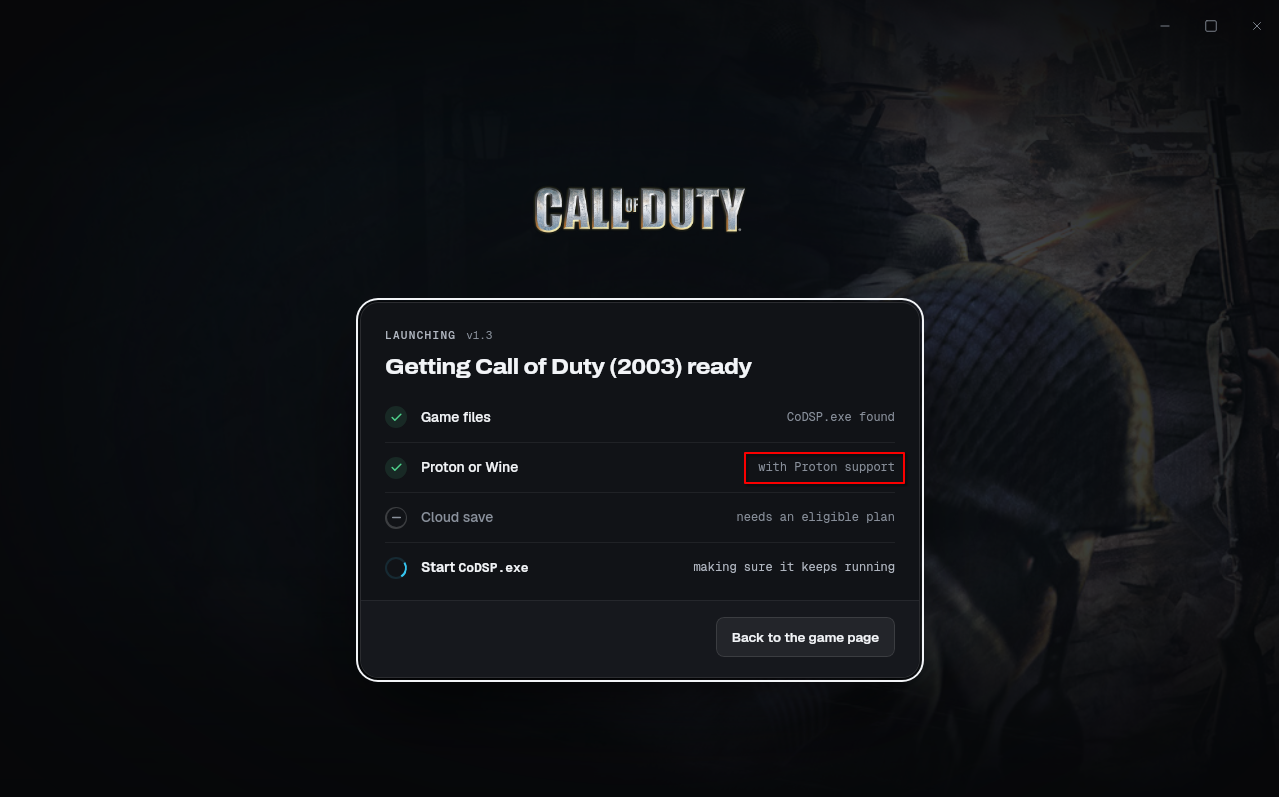 CALL OF DUTY
LAUNCHING v1.3
Getting Call of Duty (2003) ready
Game files CoDSP.exe found
Proton or Wine with Proton support
Cloud save needs an eligible plan
Start CoDSP.exe making sure it keeps running
Back to the game page